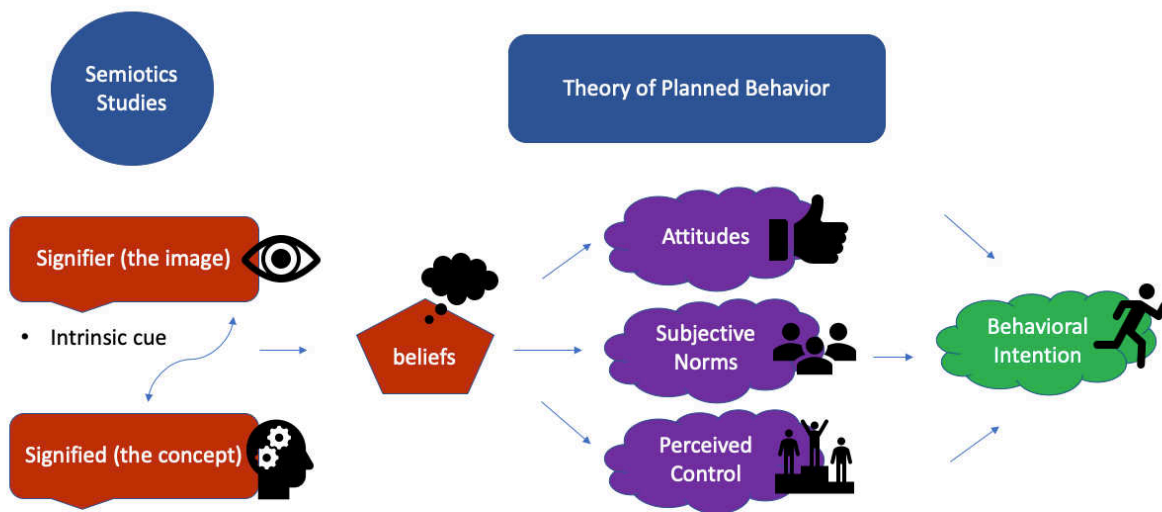 Semiotics
Studies
Theory of Planned Behavior
Signifier (the image)
• Intrinsic cue
Signified (the concept)
beliefs
Attitudes
Subjective
Norms
Perceived
Control
Behavioral
Intention